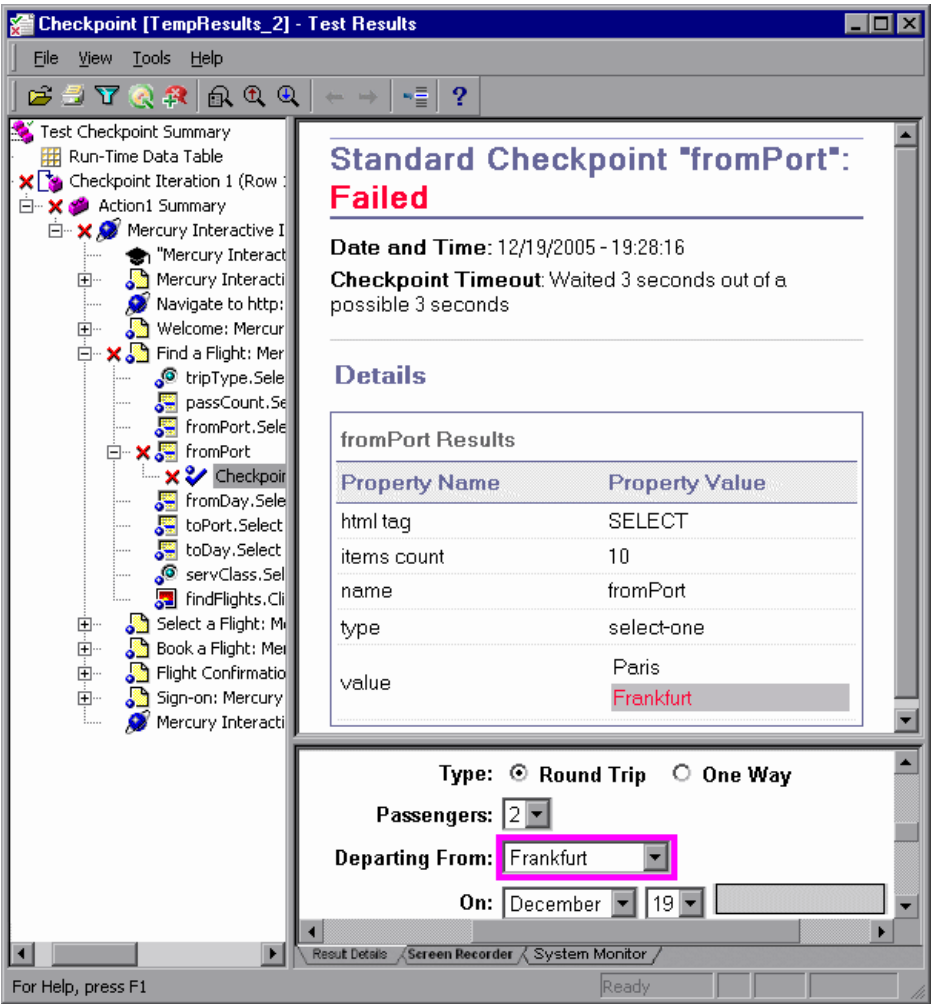 Checkpoint [TempResults_2] - Test Results
File View Tools Help
Test Checkpoint Summary
Run-Time Data Table
Checkpoint Iteration 1 (Row
Action1 Summary
Mercury Interactive I
"Mercury Interact
Mercury Interacti
Navigate to http:
Welcome: Mercur
Find a Flight: Mer
tripType.Sele
passCount.Se
fromPort.Sele
fromPort
Checkpoin
fromDay.Sele
toPort.Select
toDay.Select
servClass.Sel
findFlights.Cli
Select a Flight: M
Book a Flight: Mer
Flight Confirmatio
Sign-on: Mercury
Mercury Interacti
Standard Checkpoint "fromPort":
Failed
Date and Time: 12/19/2005 - 19:28:16
Checkpoint Timeout: Waited 3 seconds out of a
possible 3 seconds
Details
fromPort Results
Property Name Property Value
html tag SELECT
items count 10
name fromPort
type select-one
value Paris
Frankfurt
Type: Round Trip One Way
Passengers: 2
Departing From: Frankfurt
On: December 19
Result Details Screen Recorder System Monitor
For Help, press F1 Ready